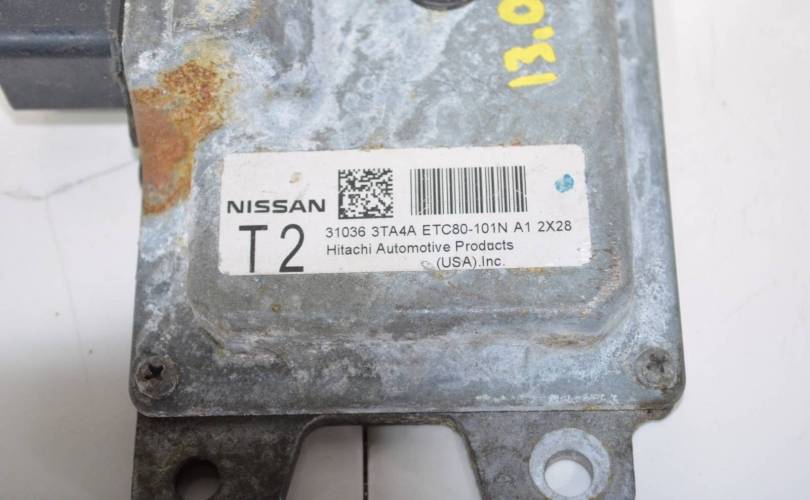 13.0
NISSAN
T2
31036 3TA4A ETC80-101N A1 2X28
Hitachi Automotive Products
(USA).Inc.